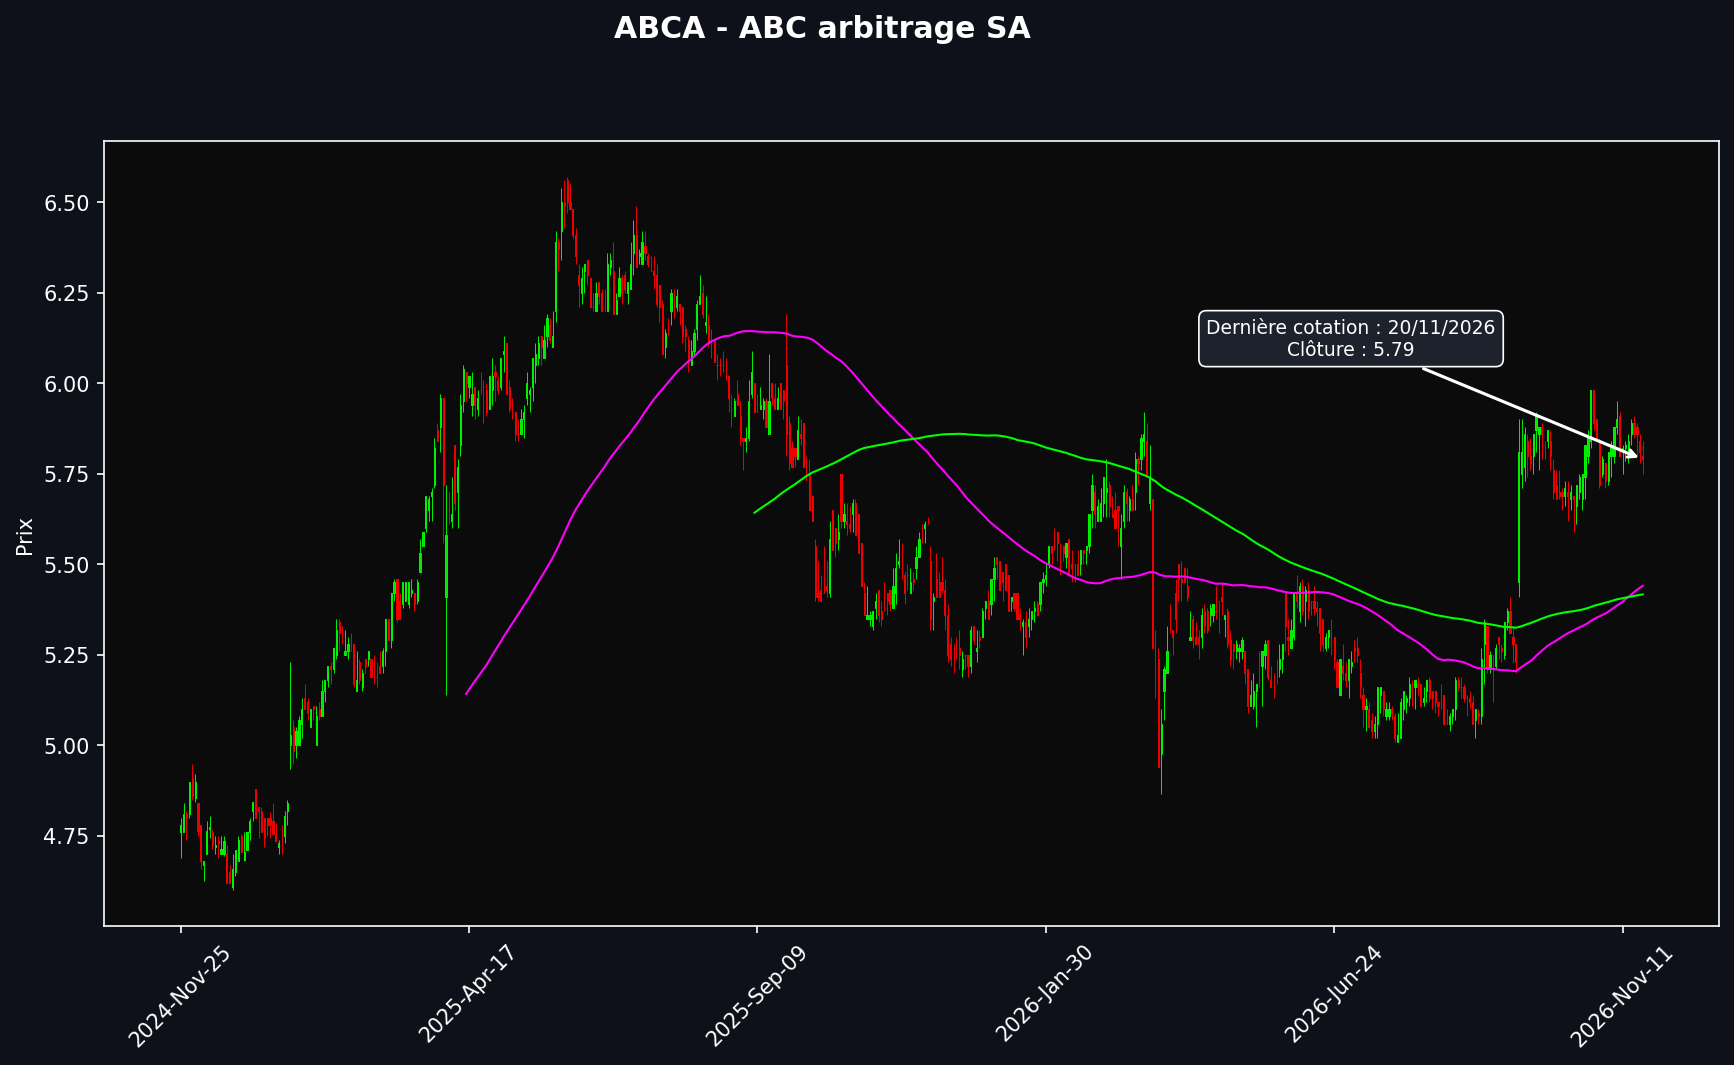 ABCA - ABC arbitrage SA
Prix
6.50
6.25
6.00
5.75
5.50
5.25
5.00
4.75
Dernière cotation : 20/11/2026
Clôture : 5.79
2024-Nov-25
2025-Apr-17
2025-Sep-09
2026-Jan-30
2026-Jun-24
2026-Nov-11